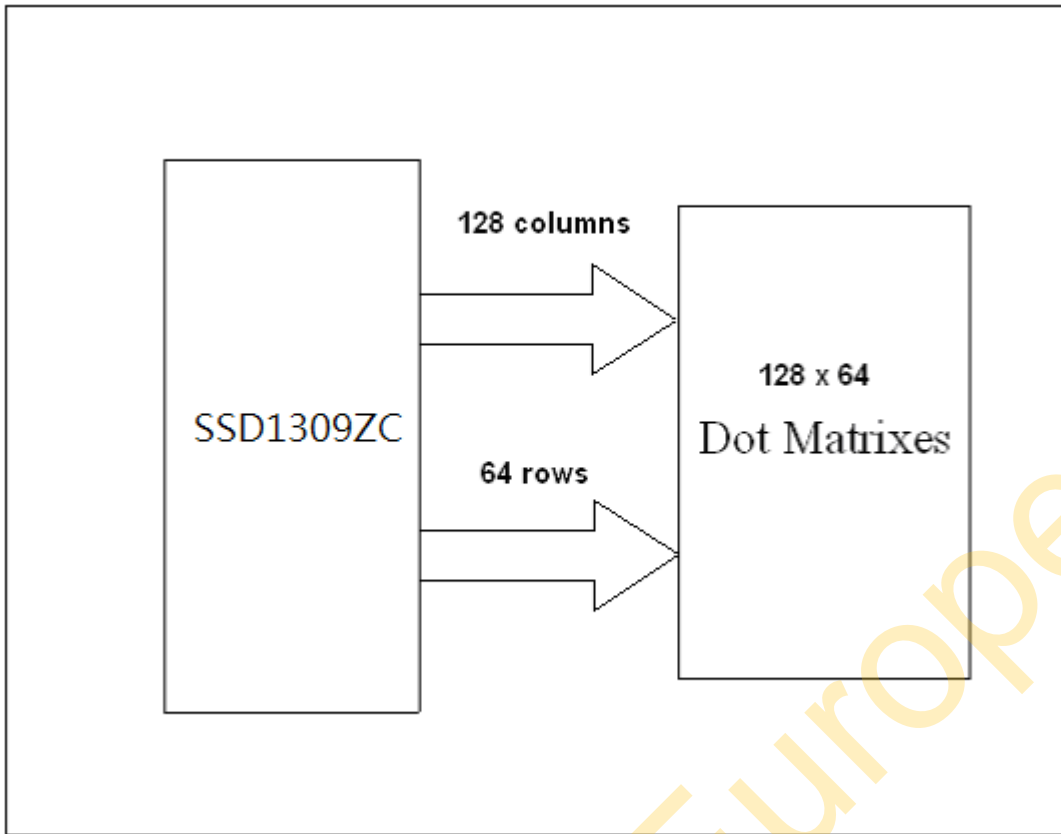 128 columns
SSD1309ZC
128 x 64
Dot Matrixes
64 rows
Europe